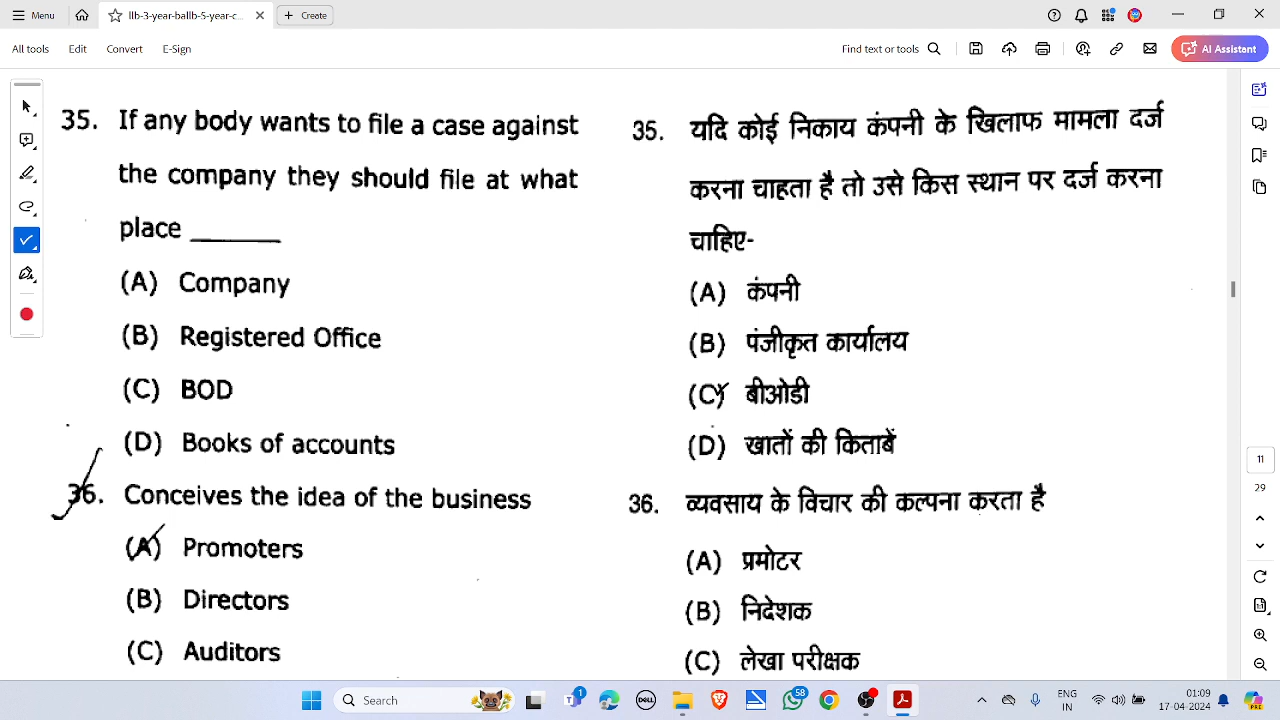 Menu
llb-3-year-ballb-5-year-c...
+ Create
All tools Edit Convert E-Sign
Find text or tools
AI Assistant
35. If any body wants to file a case against
the company they should file at what
place ________
(A) Company
(B) Registered Office
(C) BOD
(D) Books of accounts
36. Conceives the idea of the business
(A) Promoters
(B) Directors
(C) Auditors
35. यदि कोई निकाय कंपनी के खिलाफ मामला दर्ज
करना चाहता है तो उसे किस स्थान पर दर्ज करना
चाहिए-
(A) कंपनी
(B) पंजीकृत कार्यालय
(C) बीओडी
(D) खातों की किताबें
36. व्यवसाय के विचार की कल्पना करता है
(A) प्रमोटर
(B) निदेशक
(C) लेखा परीक्षक
11
29
Search
1
DELL
58
ENG
IN
01:09
17-04-2024